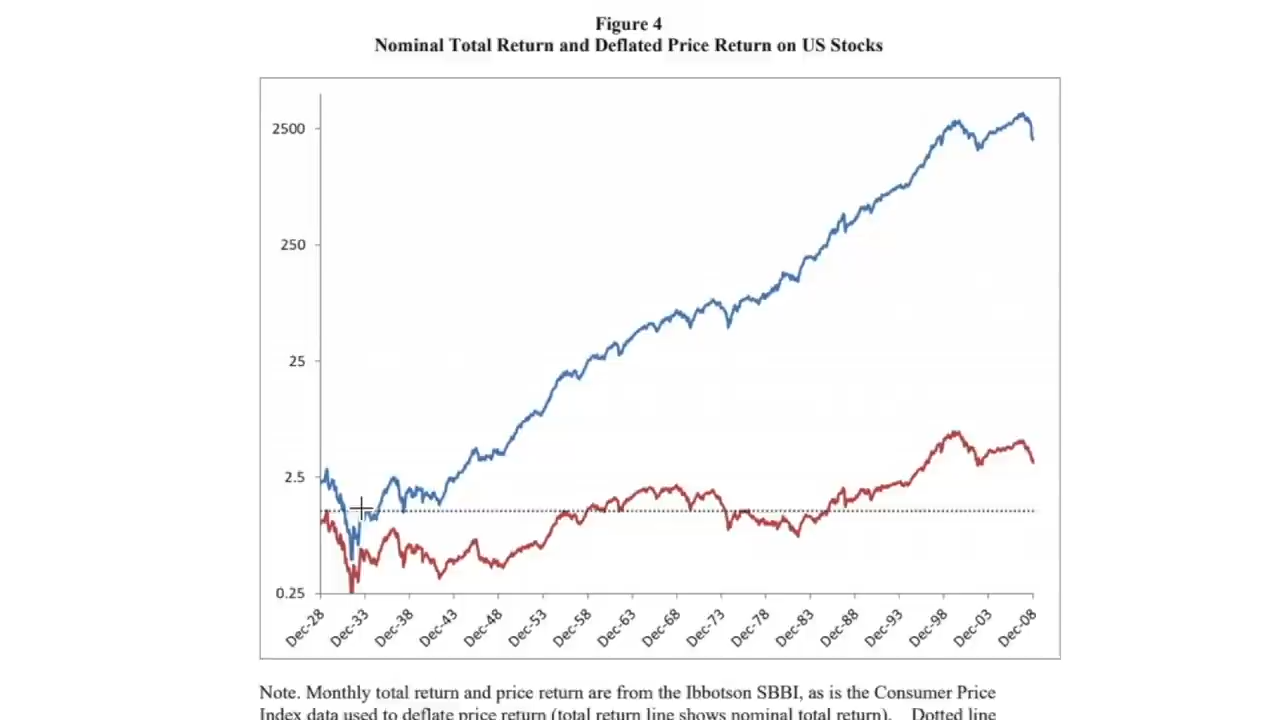 Figure 4
Nominal Total Return and Deflated Price Return on US Stocks
2500
250
25
2.5
0.25
Dec-28
Dec-33
Dec-38
Dec-43
Dec-48
Dec-53
Dec-58
Dec-63
Dec-68
Dec-73
Dec-78
Dec-83
Dec-88
Dec-93
Dec-98
Dec-03
Dec-08
Note. Monthly total return and price return are from the Ibbotson SBBI, as is the Consumer Price
Index data used to deflate price return (total return line shows nominal total return). Dotted line